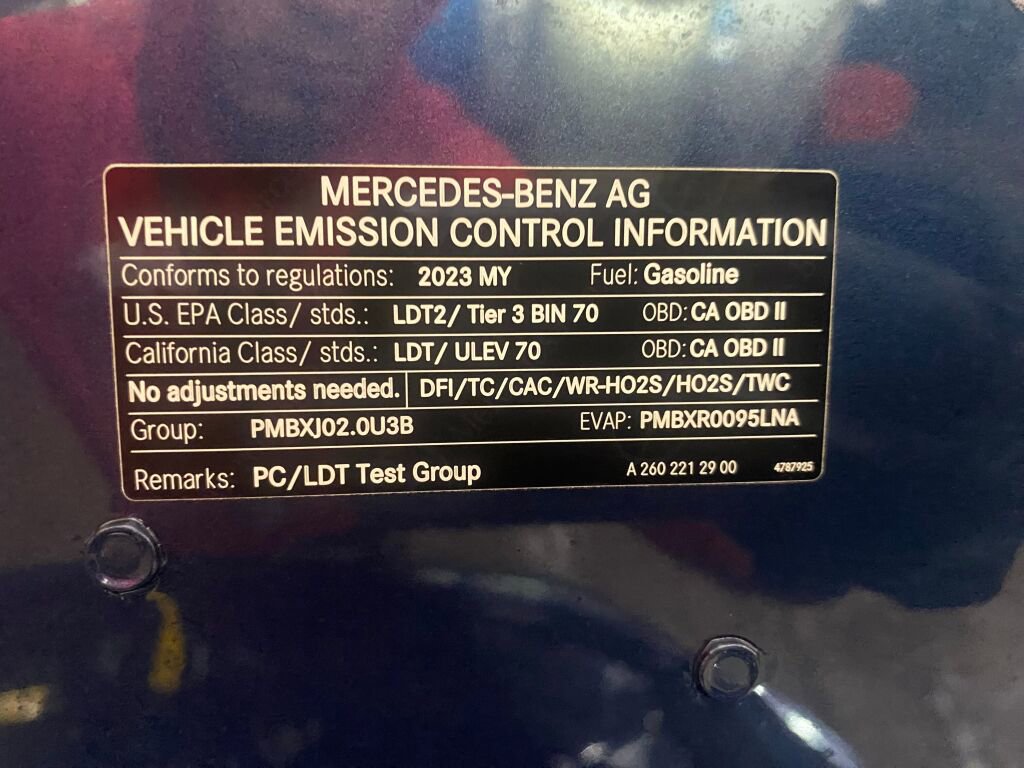 MERCEDES-BENZ AG
VEHICLE EMISSION CONTROL INFORMATION
Conforms to regulations: 2023 MY Fuel: Gasoline
U.S. EPA Class/ stds.: LDT2/ Tier 3 BIN 70 OBD: CA OBD II
California Class/ stds.: LDT/ ULEV 70 OBD: CA OBD II
No adjustments needed. DFI/TC/CAC/WR-HO2S/HO2S/TWC
Group: PMBXJ02.0U3B EVAP: PMBXR0095LNA
Remarks: PC/LDT Test Group A 260 221 29 00 4787925